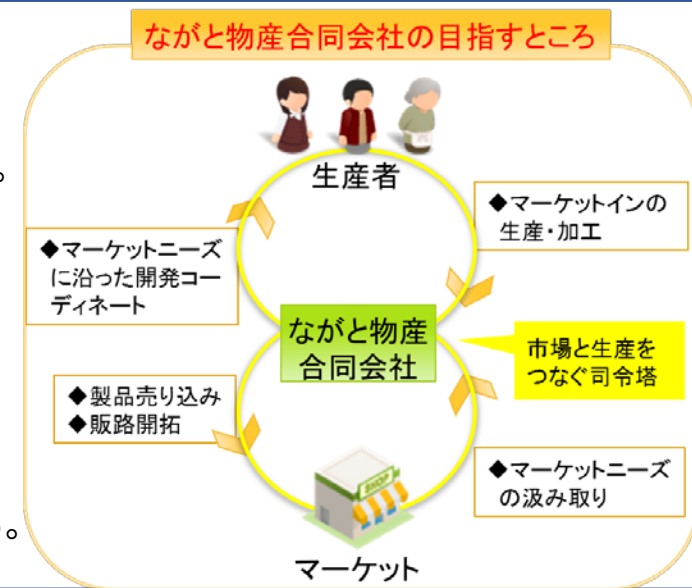 ながと物産合同会社の目指すところ
。
生産者
◆マーケットインの
生産・加工
◆マーケットニーズ
に沿った開発コー
ディネート
ながと物産
合同会社
市場と生産を
つなぐ司令塔
◆製品売り込み
◆販路開拓
SHOP
◆マーケットニーズ
の汲み取り
。
マーケット